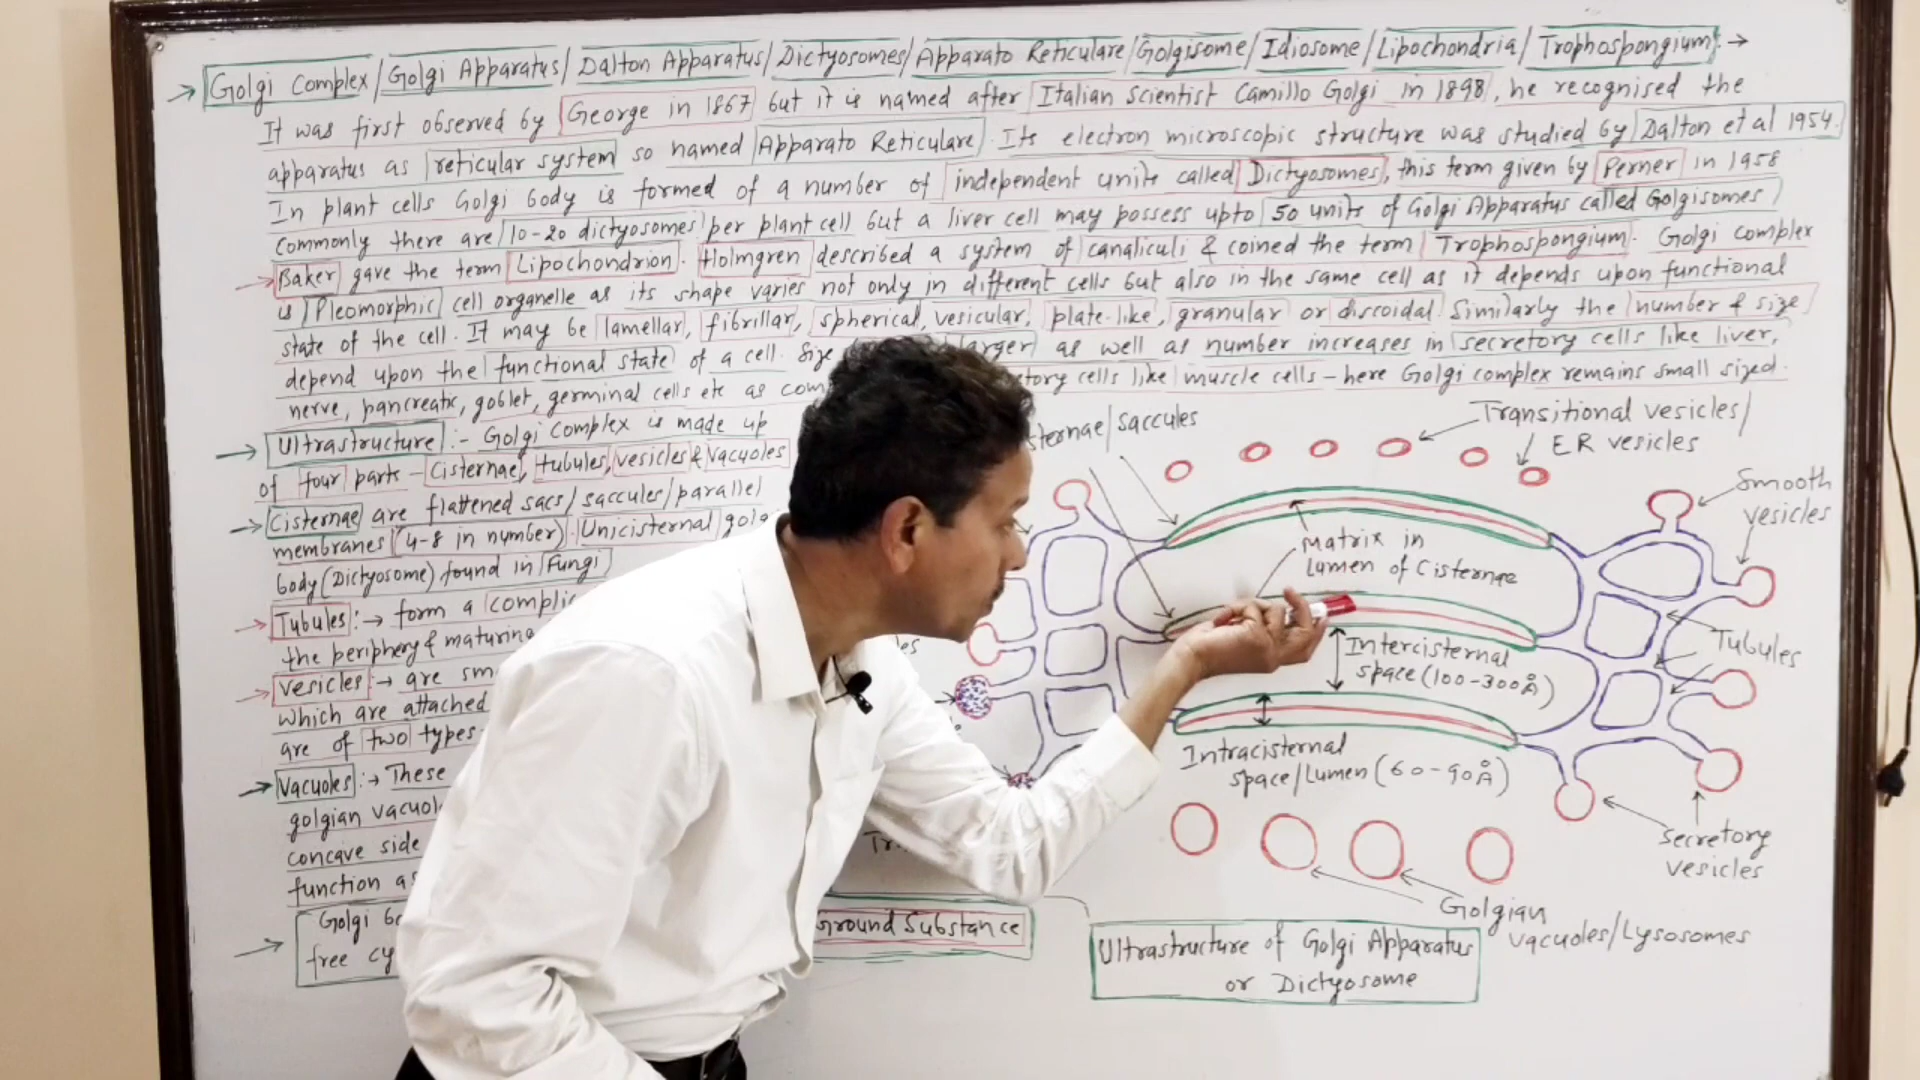 → Golgi Complex/Golgi Apparatus/Dalton Apparatus/Dictyosomes/Apparato Reticulare/Golgisome/Idiosome/Lipochondria/Trophospongium:→
It was first observed by George in 1867 but it is named after Italian Scientist Camillo Golgi in 1898, he recognised the
apparatus as reticular system so named Apparato Reticulare. Its electron microscopic structure was studied by Dalton et al 1954.
In plant cells Golgi body is formed of a number of independent units called Dictyosomes, this term given by Perner in 1958
commonly there are 10-20 dictyosomes per plant cell but a liver cell may possess upto 50 units of Golgi Apparatus called Golgisomes
→ Baker gave the term Lipochondrion. Holmgren described a system of canaliculi & coined the term Trophospongium. Golgi complex
is Pleomorphic cell organelle as its shape varies not only in different cells but also in the same cell as it depends upon functional
state of the cell. It may be lamellar, fibrillar, spherical, vesicular, plate-like, granular or discoidal. Similarly the number & size
depend upon the functional state of a cell. Size larger as well as number increases in secretory cells like liver,
nerve, pancreatic, goblet, germinal cells etc as com tory cells like muscle cells – here Golgi complex remains small sized.
→ Ultrastructure :- Golgi Complex is made up
of four parts – Cisternae, tubules, vesicles & vacuoles
→ Cisternae are flattened sacs/saccules/parallel
membranes (4-8 in number). Unicisternal golgi
body (Dictyosome) found in Fungi
→ Tubules :→ form a complic
the periphery & maturing
→ Vesicles :→ are sm
which are attached
are of two types-
→ Vacuoles :→ These
golgian vacuol
concave side
function as
→ Golgi bo
free cy
Ground Substance
sternae/saccules
Transitional vesicles/
ER vesicles
Smooth
vesicles
Matrix in
Lumen of Cisternae
Intercisternal
space (100-300Å)
Tubules
Intracisternal
space/Lumen (60-90Å)
Secretory
vesicles
Golgian
vacuoles/Lysosomes
Ultrastructure of Golgi Apparatus
or Dictyosome